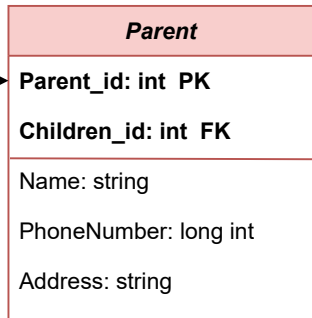 Parent
Parent_id: int PK
Children_id: int FK
Name: string
PhoneNumber: long int
Address: string